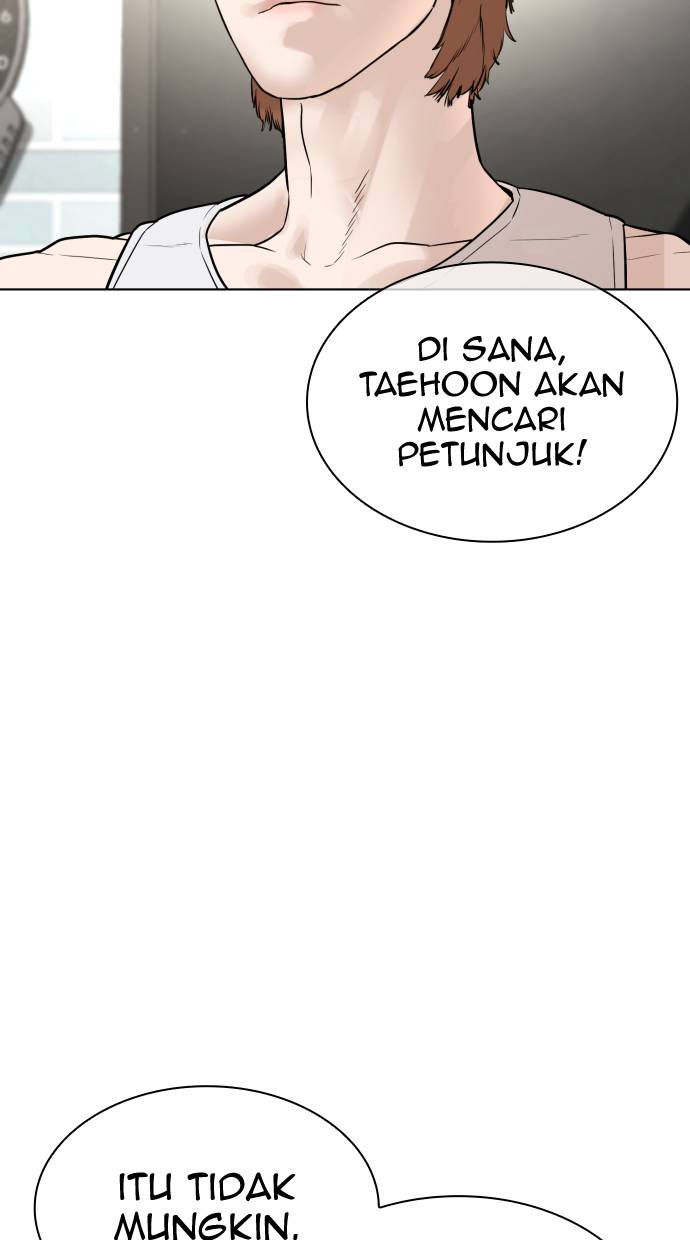 DI SANA,
TAEHOON AKAN
MENCARI
PETUNJUK!
ITU TIDAK
MUNGKIN,